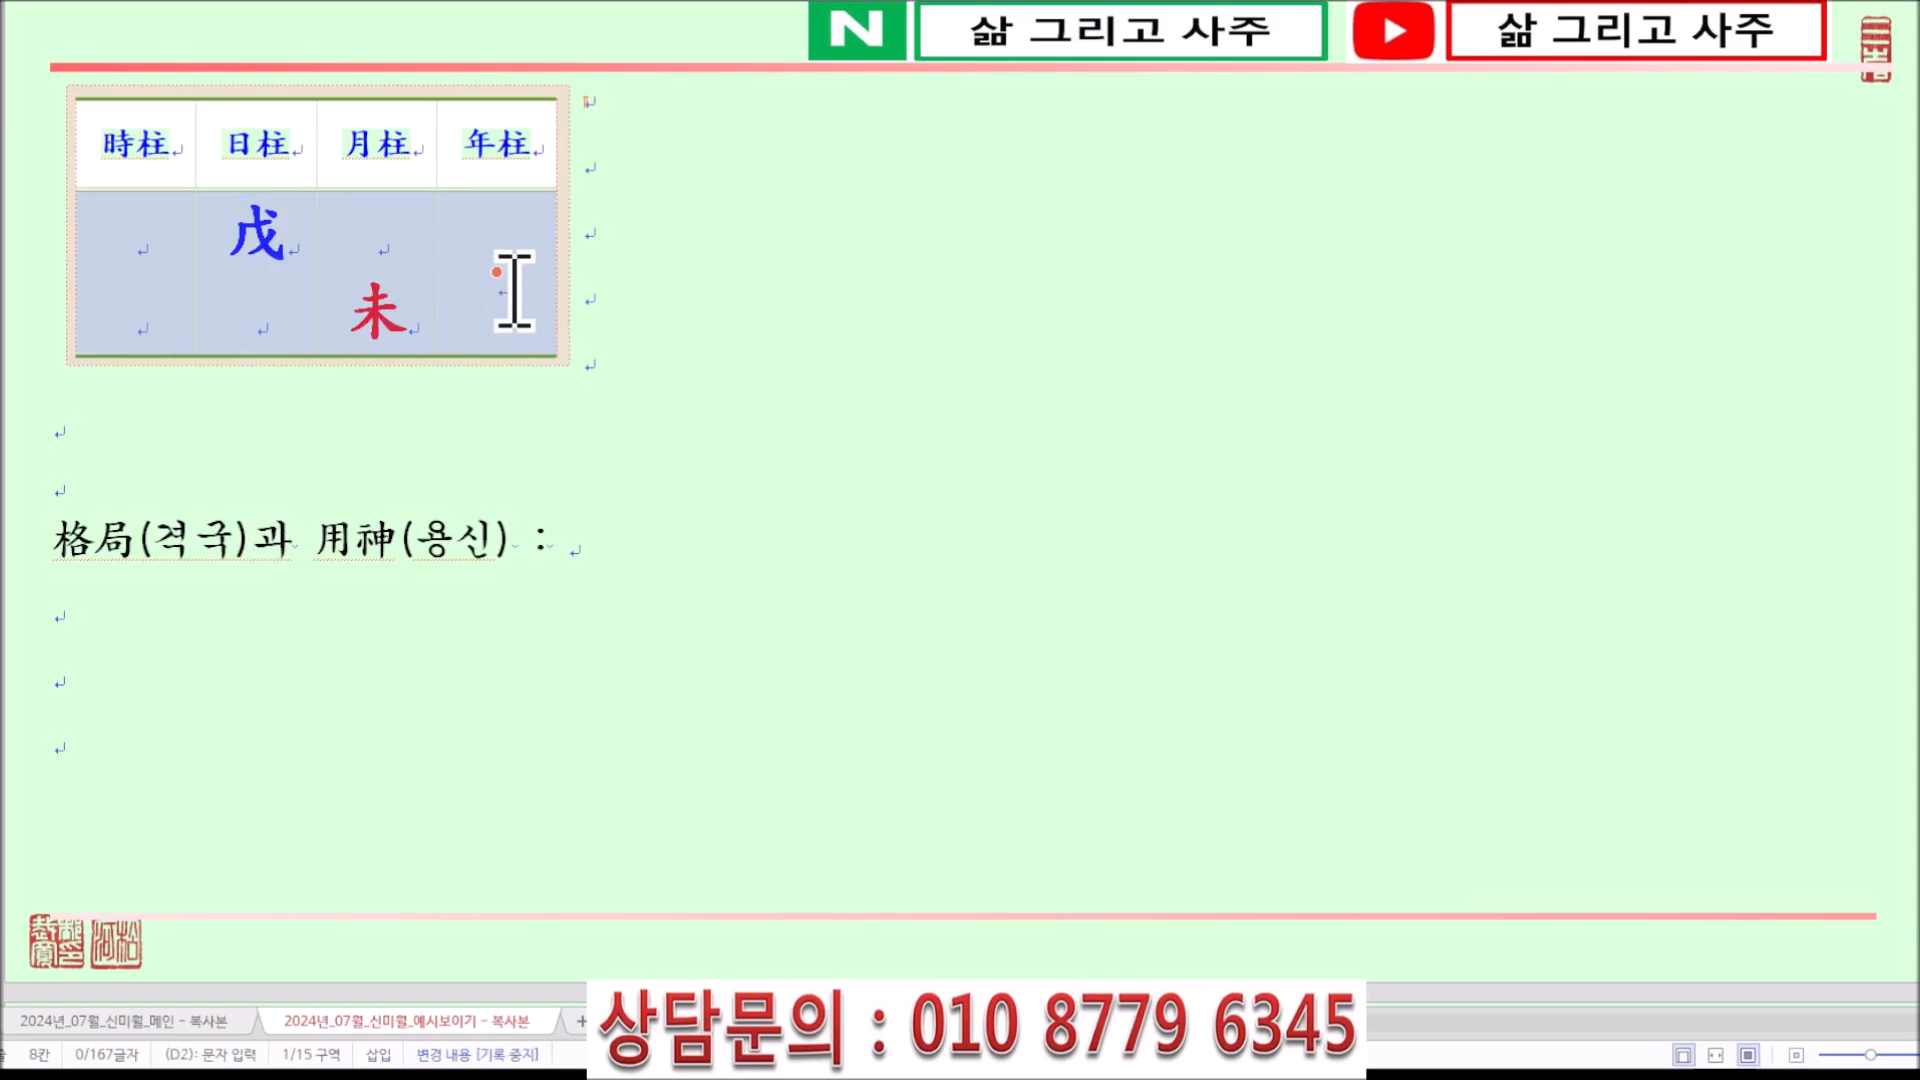 N 삶 그리고 사주 삶 그리고 사주
時柱 日柱 月柱 年柱
戊
未
格局(격국)과 用神(용신) :
2024년_07월_신미월_메인 - 복사본 2024년_07월_신미월_예시보이기 - 복사본 +
8칸 0/167글자 (D2): 문자 입력 1/15 구역 삽입 변경 내용 [기록 중지]
상담문의 : 010 8779 6345